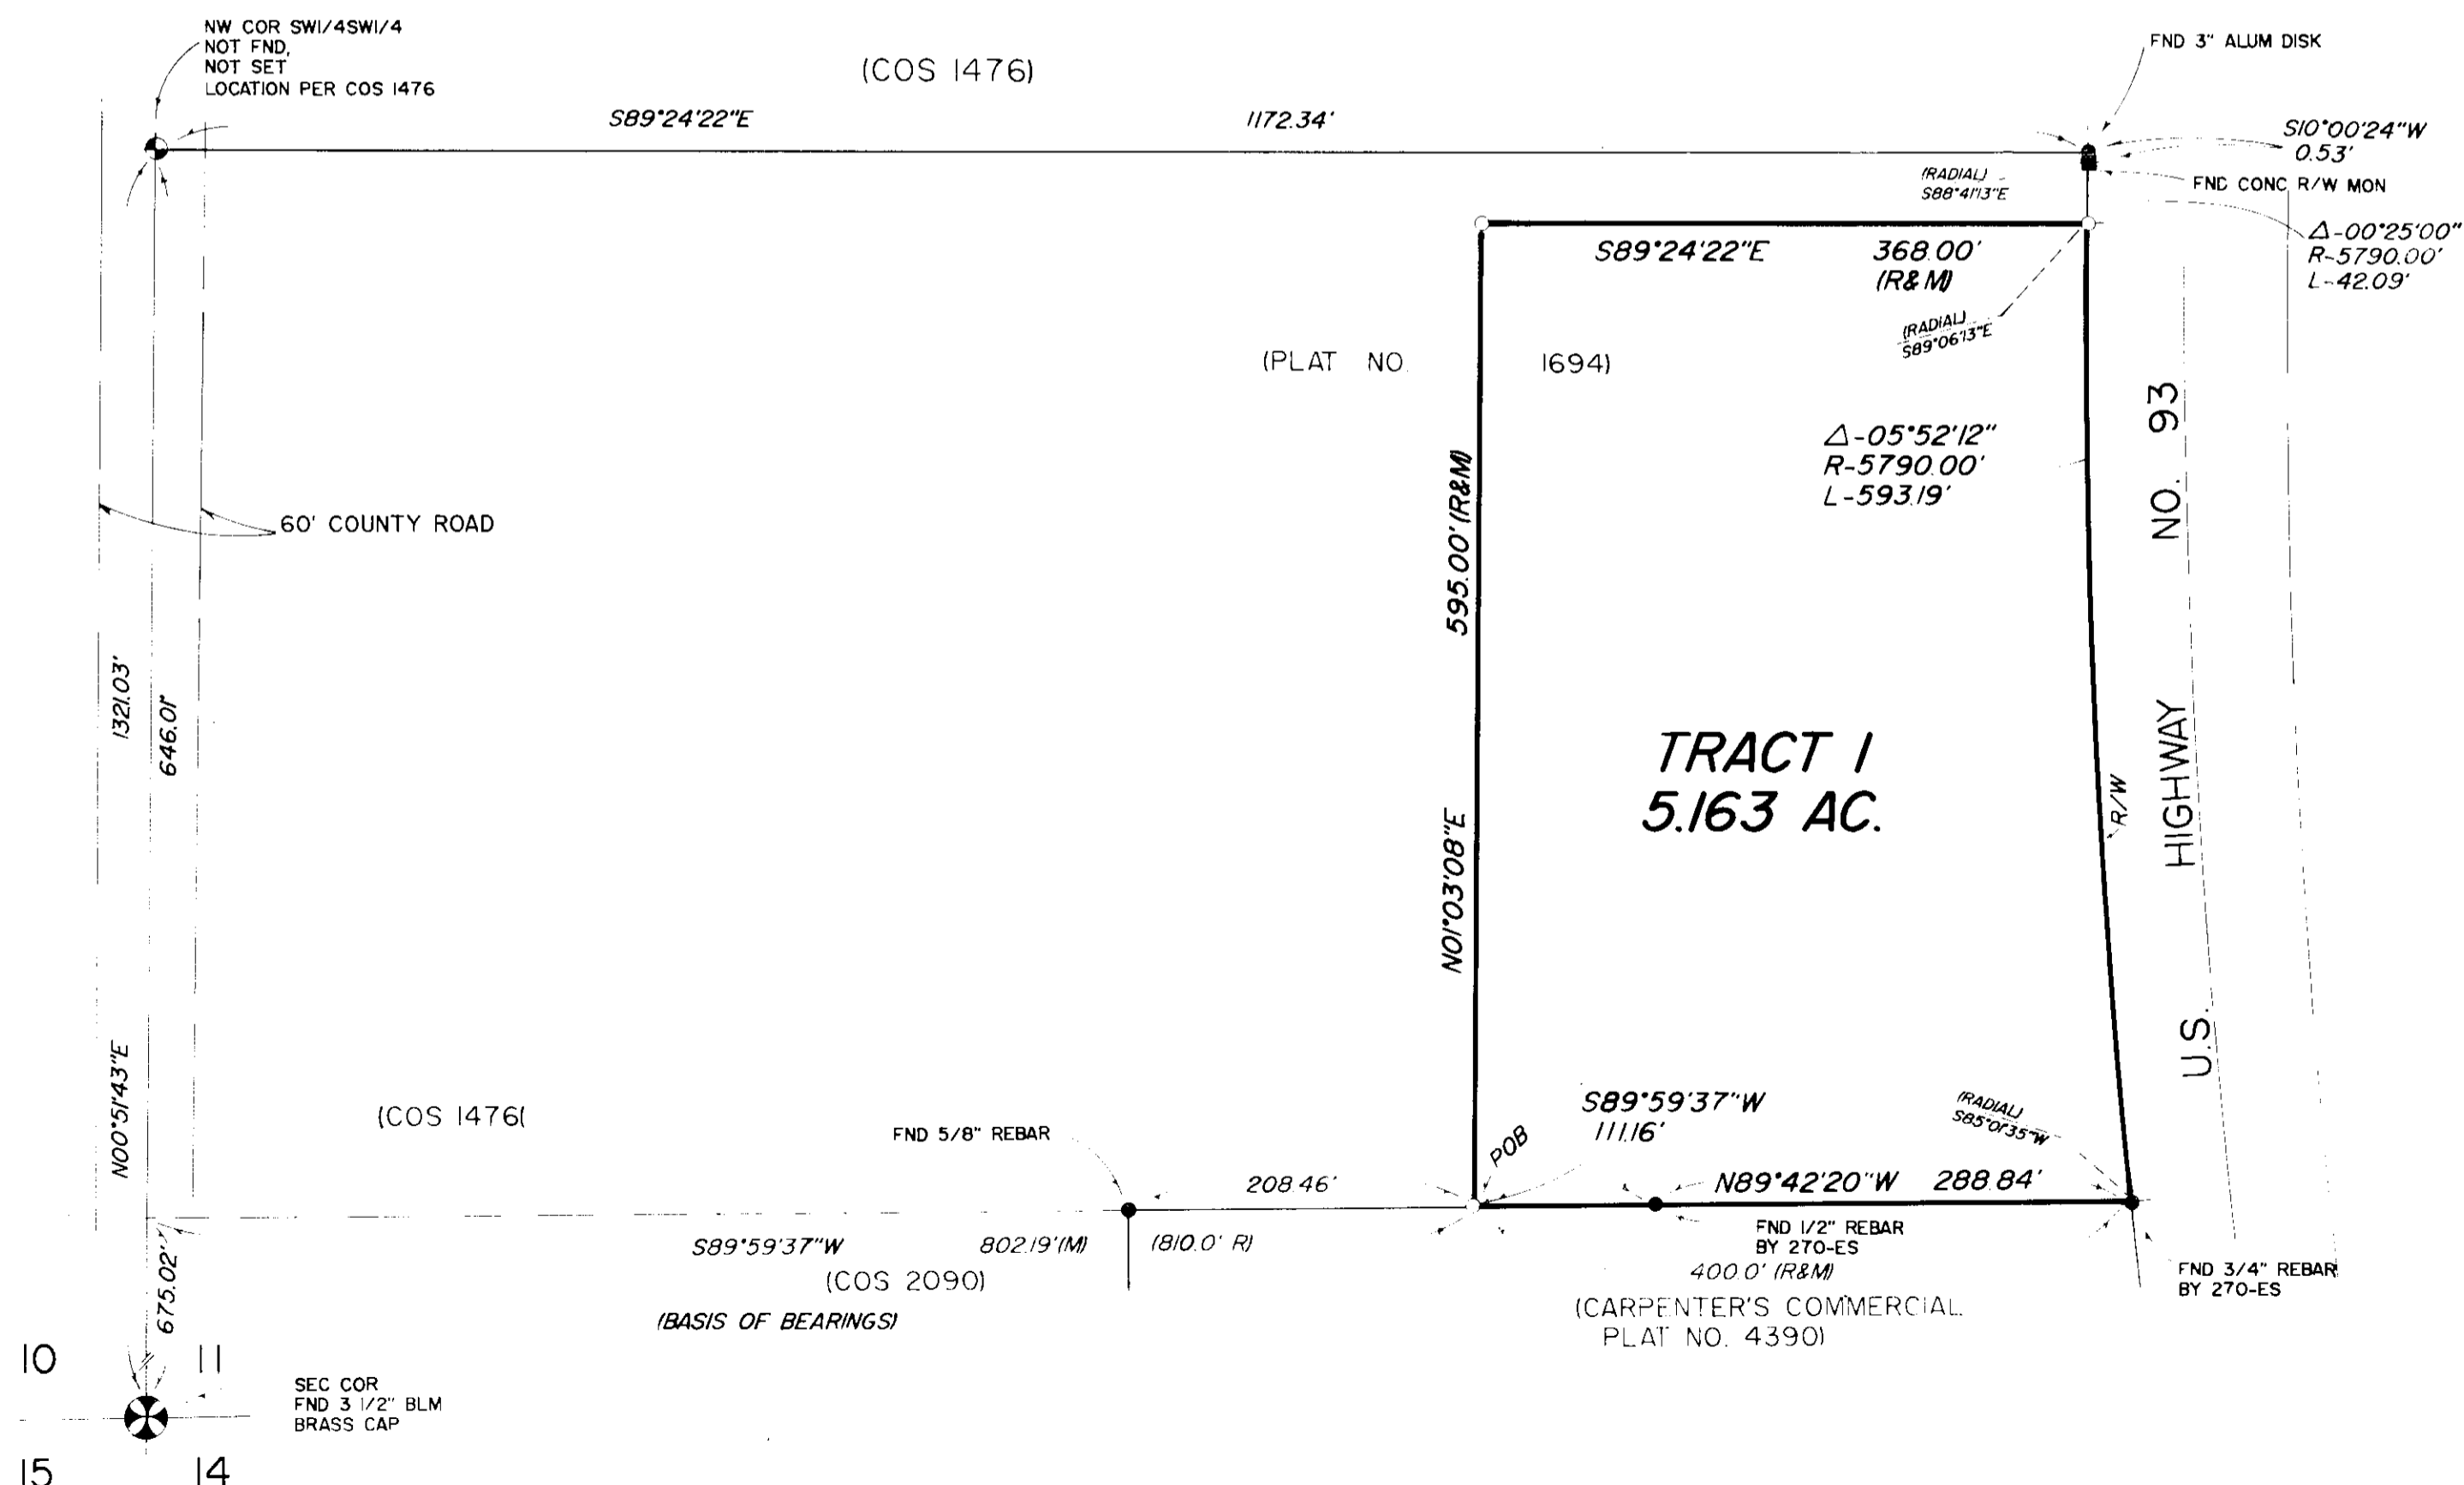 NW COR SW1/4SW1/4
NOT FND,
NOT SET
LOCATION PER COS 1476
(COS 1476)
FND 3" ALUM DISK
S89°24'22"E 1172.34'
S10°00'24"W
0.53'
FND CONC R/W MON
(RADIAL)
S88°41'13"E
Δ-00°25'00"
R-5790.00'
L-42.09'
S89°24'22"E 368.00'
(R&M)
(RADIAL)
S89°06'13"E
(PLAT NO. 1694)
Δ-05°52'12"
R-5790.00'
L-593.19'
60' COUNTY ROAD
595.00' (R&M)
N01°03'08"E
1321.03'
646.01'
N00°51'43"E
TRACT 1
5.163 AC.
R/W
U.S. HIGHWAY NO. 93
(COS 1476(
FND 5/8" REBAR
S89°59'37"W
111.16'
POB
(RADIAL)
S85°01'35"W
208.46'
N89°42'20"W 288.84'
S89°59'37"W 802.19'(M) (810.0' R)
FND 1/2" REBAR
BY 270-ES
400.0' (R&M)
FND 3/4" REBAR
BY 270-ES
(COS 2090)
(BASIS OF BEARINGS)
(CARPENTER'S COMMERCIAL
PLAT NO. 4390)
675.02'
10 11
SEC COR
FND 3 1/2" BLM
BRASS CAP
15 14